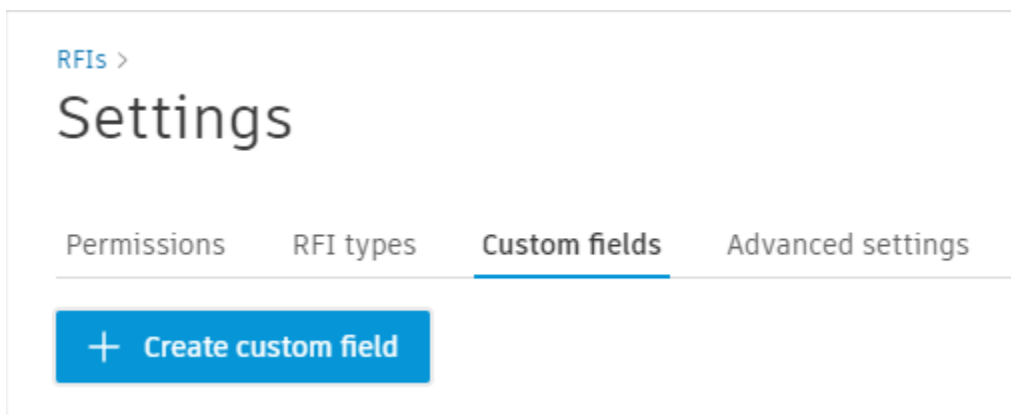 RFIs >
Settings
Permissions RFI types Custom fields Advanced settings
+ Create custom field